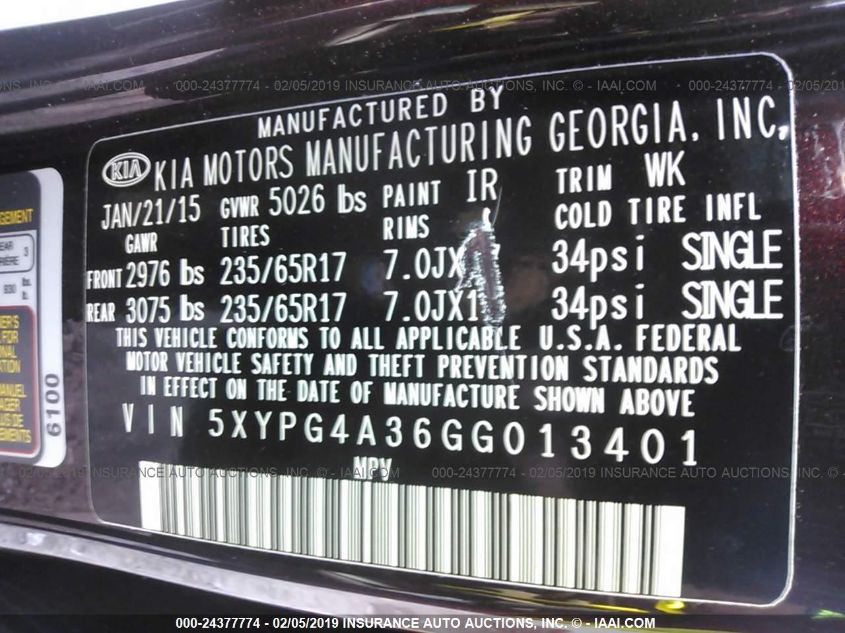 000-24377774 - 02/05/2019 INSURANCE AUTO AUCTIONS, INC. © - IAAI.COM
MANUFACTURED BY
KIA KIA MOTORS MANUFACTURING GEORGIA, INC,
JAN/21/15 GVWR 5026 lbs PAINT IR TRIM WK
GAWR TIRES RIMS COLD TIRE INFL
FRONT 2976 lbs 235/65R17 7.0JX 34psi SINGLE
REAR 3075 lbs 235/65R17 7.0JX1 34psi SINGLE
THIS VEHICLE CONFORMS TO ALL APPLICABLE U.S.A. FEDERAL
MOTOR VEHICLE SAFETY AND THEFT PREVENTION STANDARDS
IN EFFECT ON THE DATE OF MANUFACTURE SHOWN ABOVE
VIN 5XYPG4A36GG013401
MPV
6100
000-24377774 - 02/05/2019 INSURANCE AUTO AUCTIONS, INC. © - IAAI.COM
000-24377774 - 02/05/2019 INSURANCE AUTO AUCTIONS, INC. © - IAAI.COM